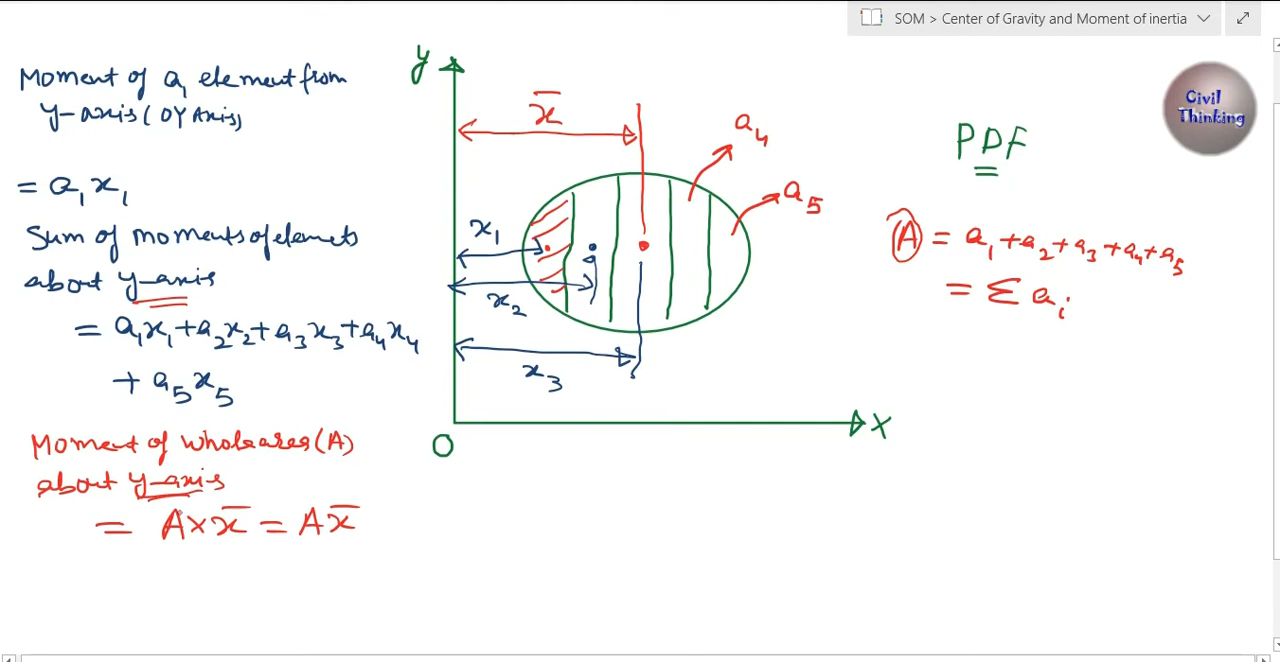 SOM > Center of Gravity and Moment of inertia
Civil
Thinking
Moment of a1 element from
y-axis (OY Axis)
= a₁x₁
Sum of moments of elemets
about y-axis
= a₁x₁+a₂x₂+a₃x₃+a₄x₄
+ a₅x₅
Moment of whole area (A)
about y-axis
= A×x̅ = Ax̅
y
x̅
a₄
a₅
x₁
x₂
x₃
O
X
PDF
A = a₁+a₂+a₃+a₄+a₅
= Σ aᵢ